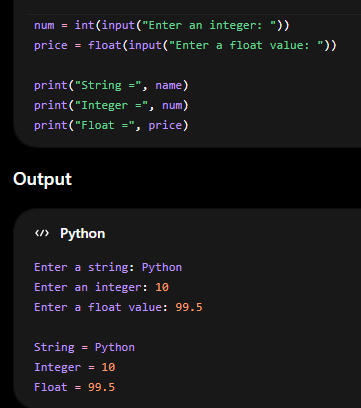 num = int(input("Enter an integer: "))
price = float(input("Enter a float value: "))

print("String =", name)
print("Integer =", num)
print("Float =", price)

Output

</> Python

Enter a string: Python
Enter an integer: 10
Enter a float value: 99.5

String = Python
Integer = 10
Float = 99.5